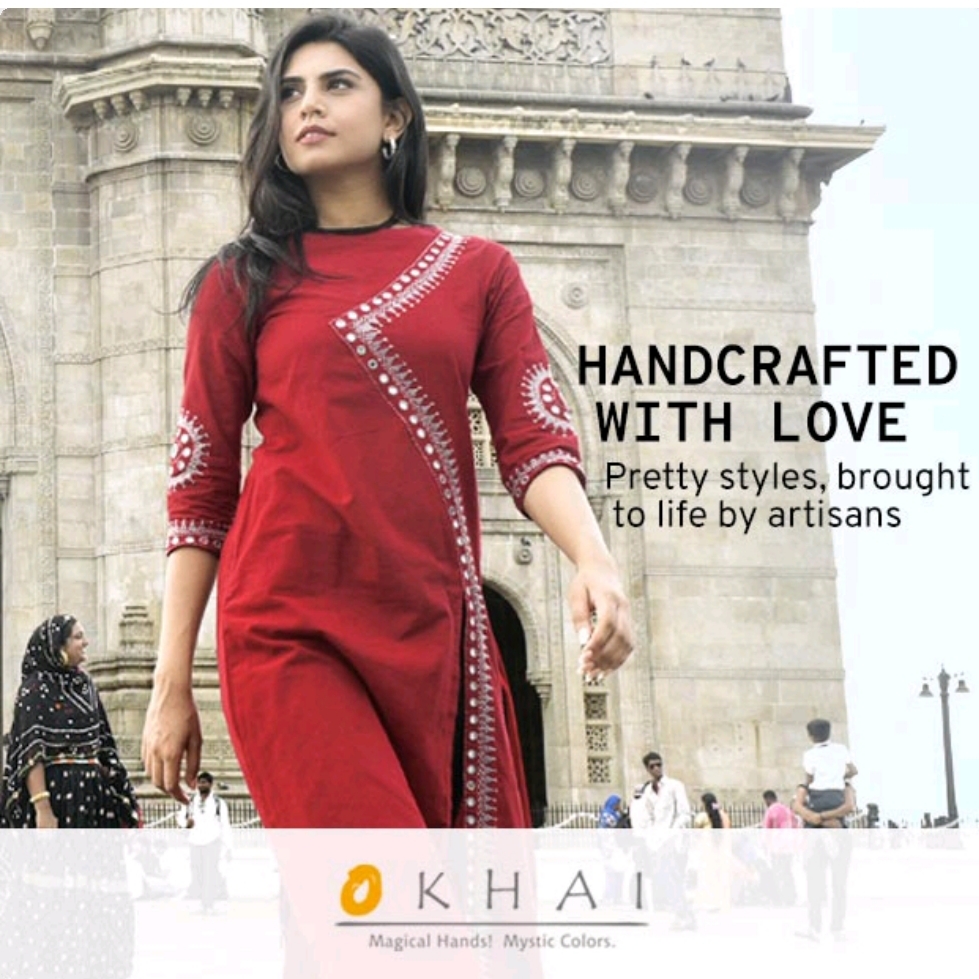 HANDCRAFTED
WITH LOVE
Pretty styles, brought
to life by artisans
OKHAI
Magical Hands! Mystic Colors.